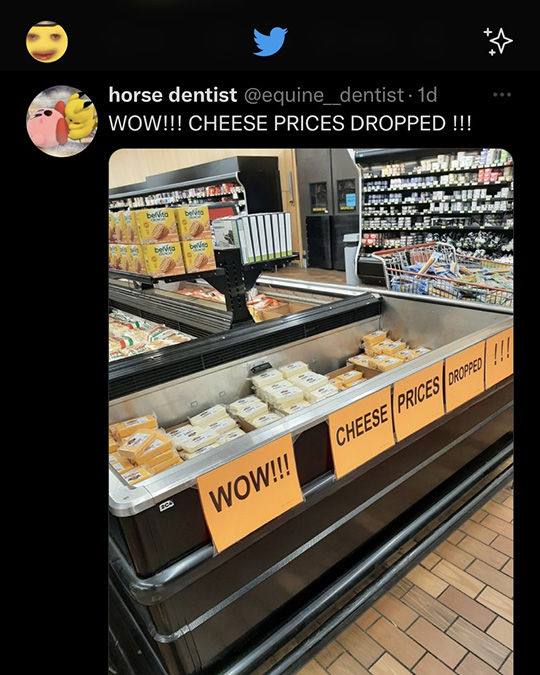 horse dentist @equine__dentist · 1d
WOW!!! CHEESE PRICES DROPPED !!!
belVita belVita
belVita belVita
WOW!!! CHEESE PRICES DROPPED !!!